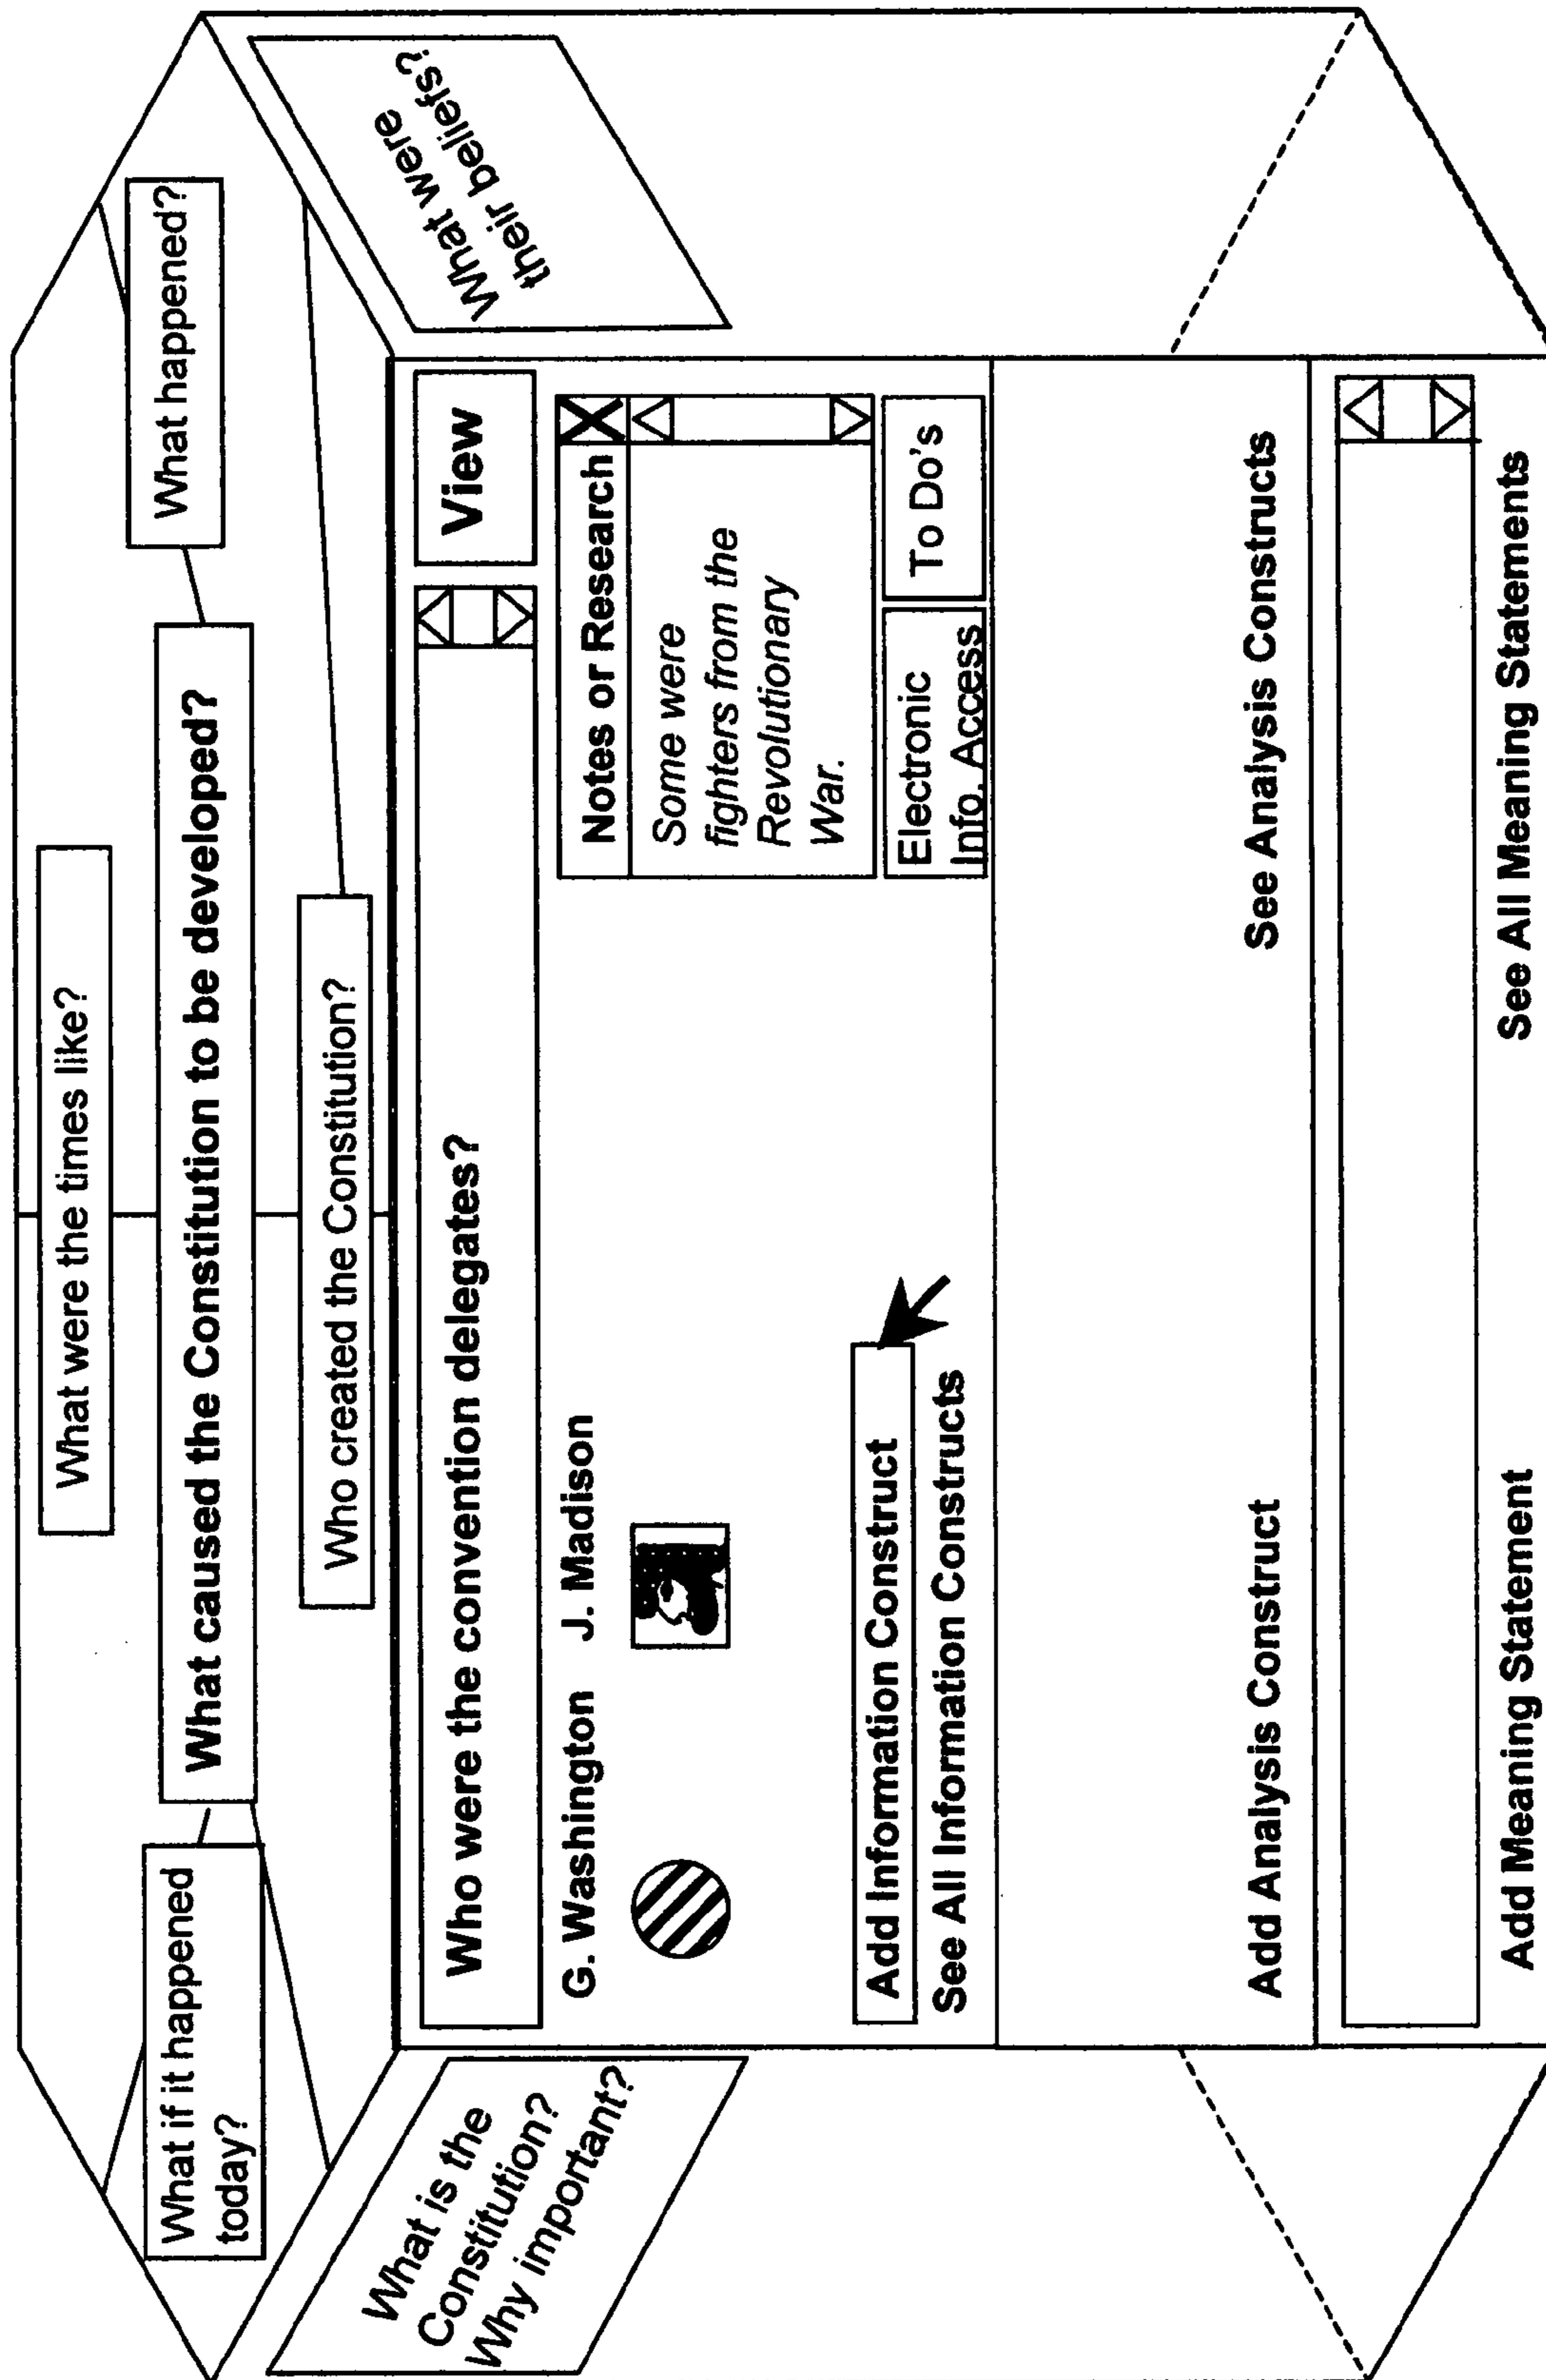 What were the times like?
What if it happened
today?
What caused the Constitution to be developed?
What happened?
Who created the Constitution?
What is the
Constitution?
Why important?
What were
their beliefs?
Who were the convention delegates?
View
G. Washington
J. Madison
Notes or Research
Some were
fighters from the
Revolutionary
War.
Add Information Construct
See All Information Constructs
Electronic
Info. Access
To Do's
Add Analysis Construct
See Analysis Constructs
Add Meaning Statement
See All Meaning Statements